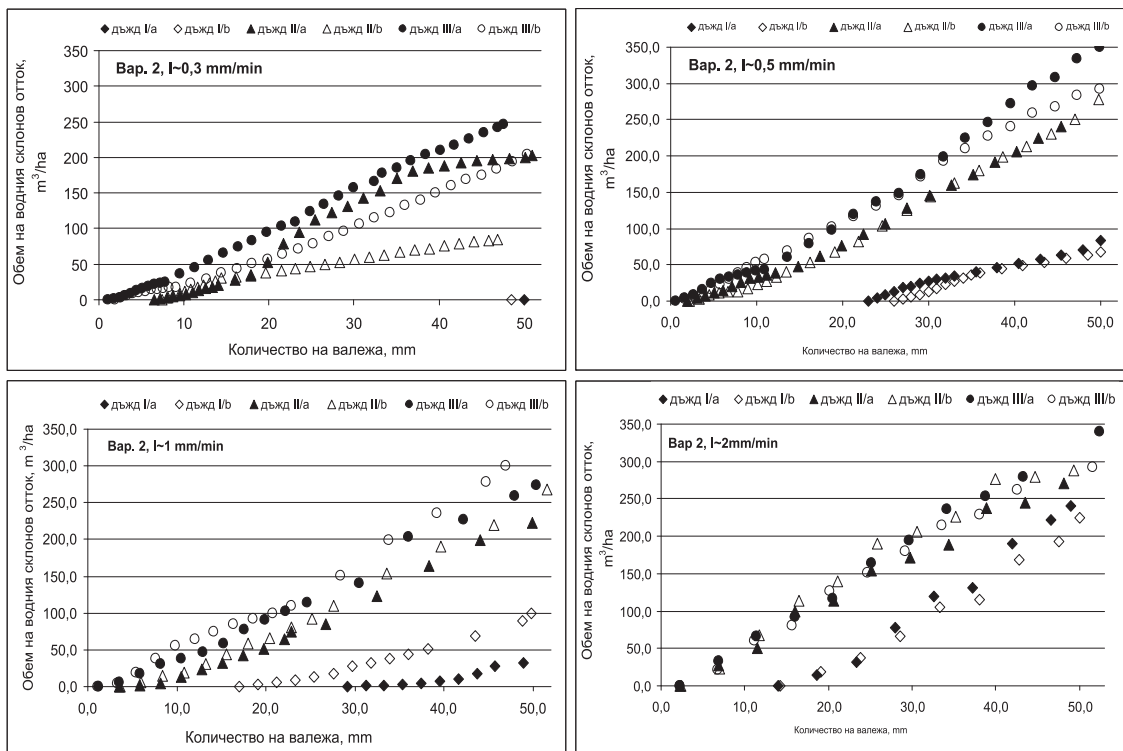 дъжд I/a дъжд I/b дъжд II/a дъжд II/b дъжд III/a дъжд III/b
Вар. 2, I~0,3 mm/min
Обем на водния склонов отток,
m³/ha
350
300
250
200
150
100
50
0
0 10 20 30 40 50
Количество на валежа, mm
дъжд I/a дъжд I/b дъжд II/a дъжд II/b дъжд III/a дъжд III/b
Вар. 2, I~0,5 mm/min
Обем на водния склонов отток,
m³/ha
350,0
300,0
250,0
200,0
150,0
100,0
50,0
0,0
0,0 10,0 20,0 30,0 40,0 50,0
Количество на валежа, mm
дъжд I/a дъжд I/b дъжд II/a дъжд II/b дъжд III/a дъжд III/b
Вар. 2, I~1 mm/min
Обем на водния склонов отток, m³/ha
350,0
300,0
250,0
200,0
150,0
100,0
50,0
0,0
0,0 10,0 20,0 30,0 40,0 50,0
Количество на валежа, mm
дъжд I/a дъжд I/b дъжд II/a дъжд II/b дъжд III/a дъжд III/b
Вар 2, I~2mm/min
Обем на водния склонов отток,
m³/ha
350,0
300,0
250,0
200,0
150,0
100,0
50,0
0,0
0,0 10,0 20,0 30,0 40,0 50,0
Количество на валежа, mm